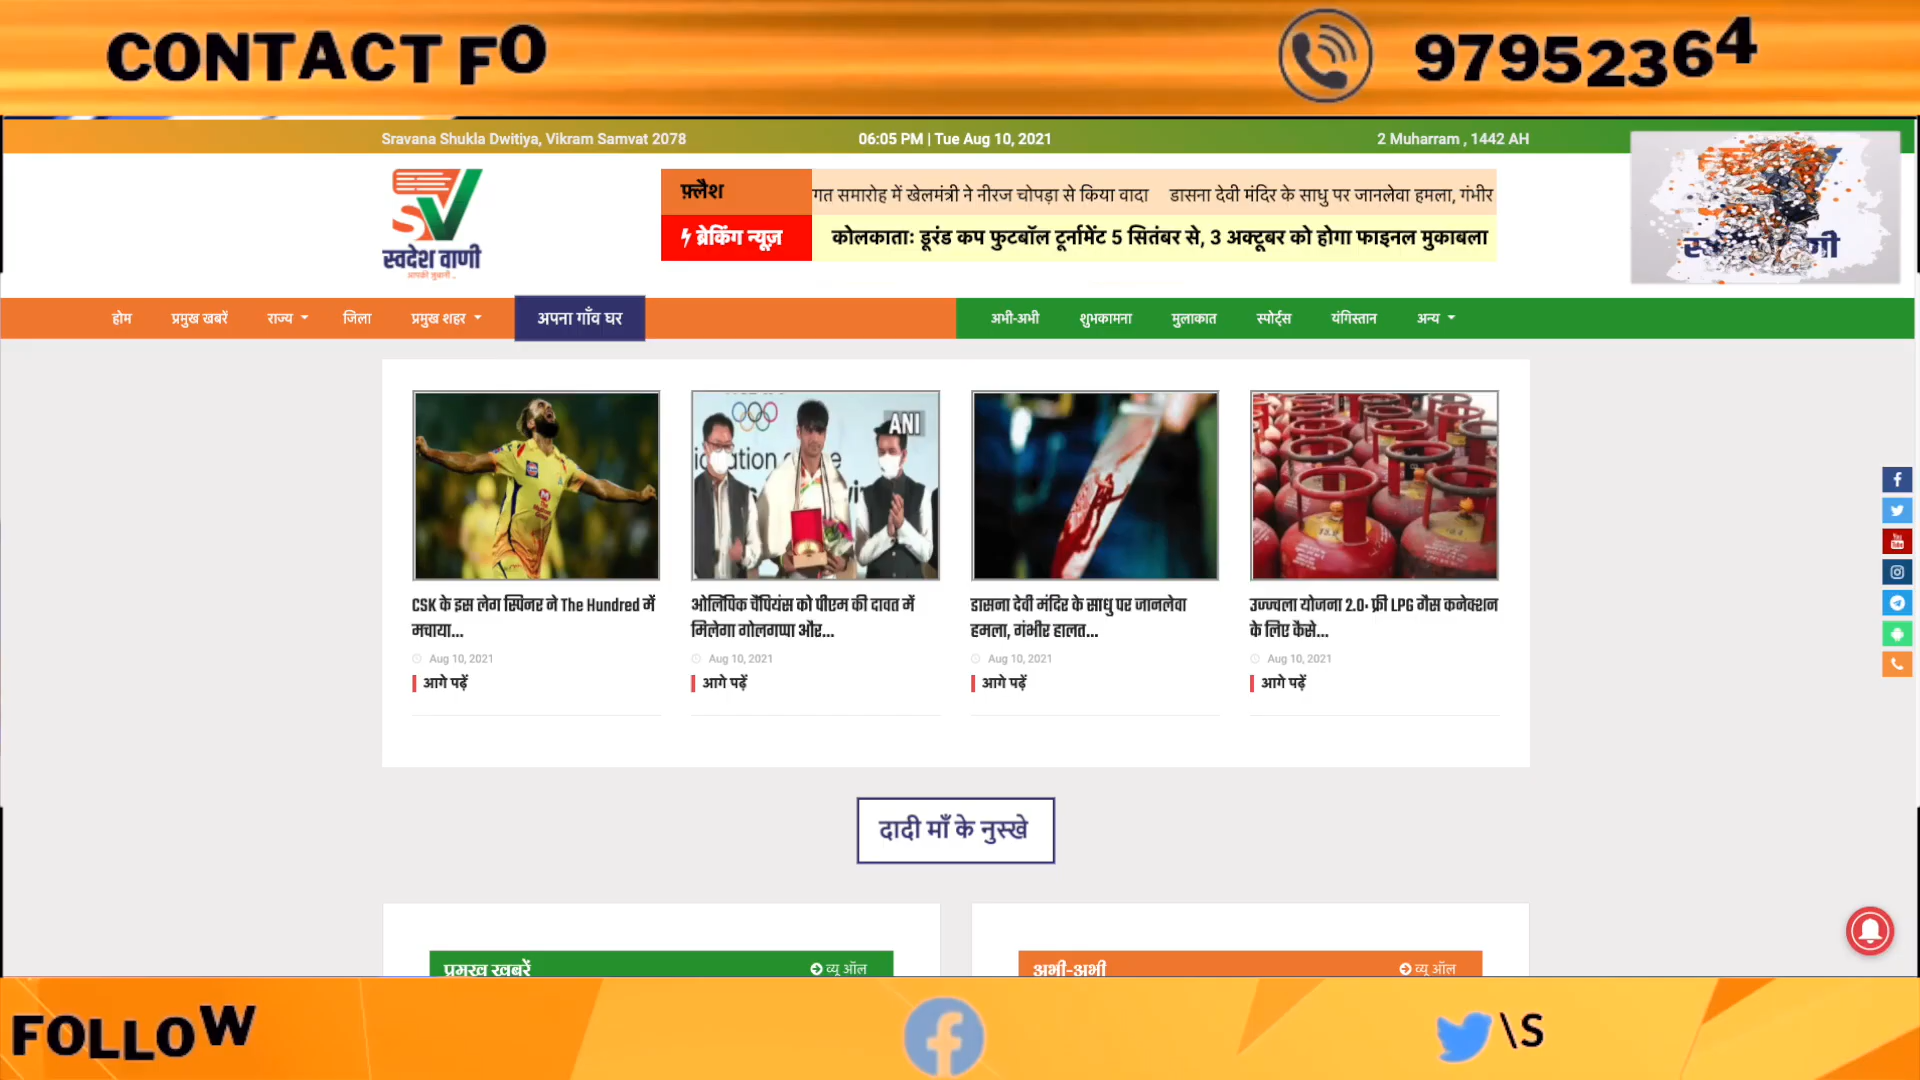 CONTACT FO
97952364
Sravana Shukla Dwitiya, Vikram Samvat 2078
06:05 PM | Tue Aug 10, 2021
2 Muharram , 1442 AH
स्वदेश वाणी
फ़्लैश
गत समारोह में खेलमंत्री ने नीरज चोपड़ा से किया वादा डासना देवी मंदिर के साधु पर जानलेवा हमला, गंभीर
ब्रेकिंग न्यूज़
कोलकाताः डूरंड कप फुटबॉल टूर्नामेंट 5 सितंबर से, 3 अक्टूबर को होगा फाइनल मुकाबला
होम
प्रमुख खबरें
राज्य
जिला
प्रमुख शहर
अपना गाँव घर
अभी-अभी
शुभकामना
मुलाकात
स्पोर्ट्स
यंगिस्तान
अन्य
ANI
CSK के इस लेग स्पिनर ने The Hundred में
मचाया...
Aug 10, 2021
आगे पढ़ें
ओलिंपिक चैंपियंस को पीएम की दावत में
मिलेगा गोलगप्पा और...
Aug 10, 2021
आगे पढ़ें
डासना देवी मंदिर के साधु पर जानलेवा
हमला, गंभीर हालत...
Aug 10, 2021
आगे पढ़ें
उज्ज्वला योजना 2.0: फ्री LPG गैस कनेक्शन
के लिए कैसे...
Aug 10, 2021
आगे पढ़ें
दादी माँ के नुस्खे
प्रमुख खबरें
व्यू ऑल
अभी-अभी
व्यू ऑल
FOLLOW
\S